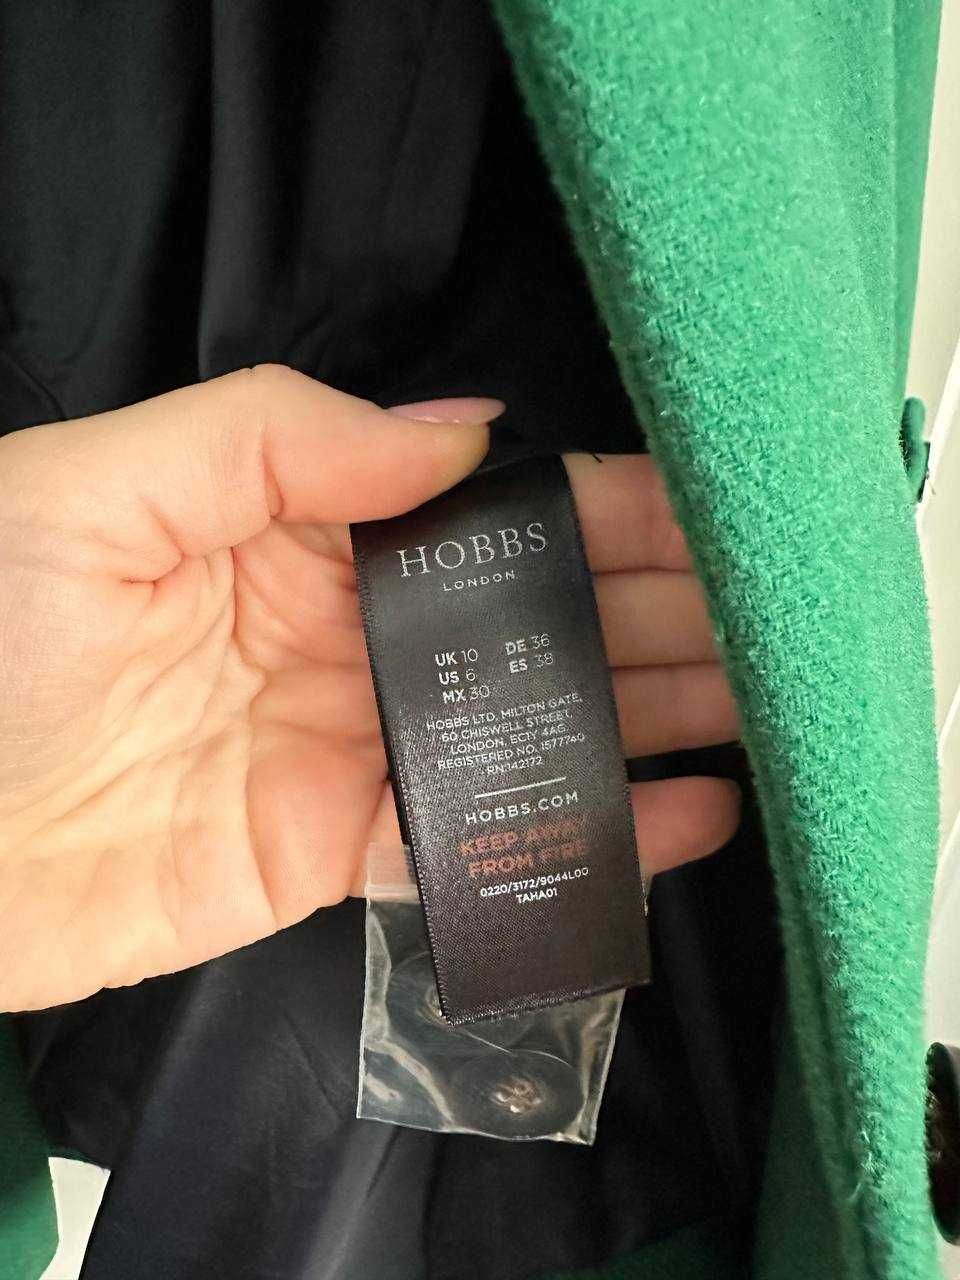 HOBBS
LONDON
UK 10 DE 36
US 6 ES 38
MX 30
HOBBS LTD, MILTON GATE,
60 CHISWELL STREET,
LONDON, EC1Y 4AG.
REGISTERED NO. 1577740
RN:142172
HOBBS.COM
KEEP AWAY
FROM FIRE
0220/3172/9044L00
TAHA01